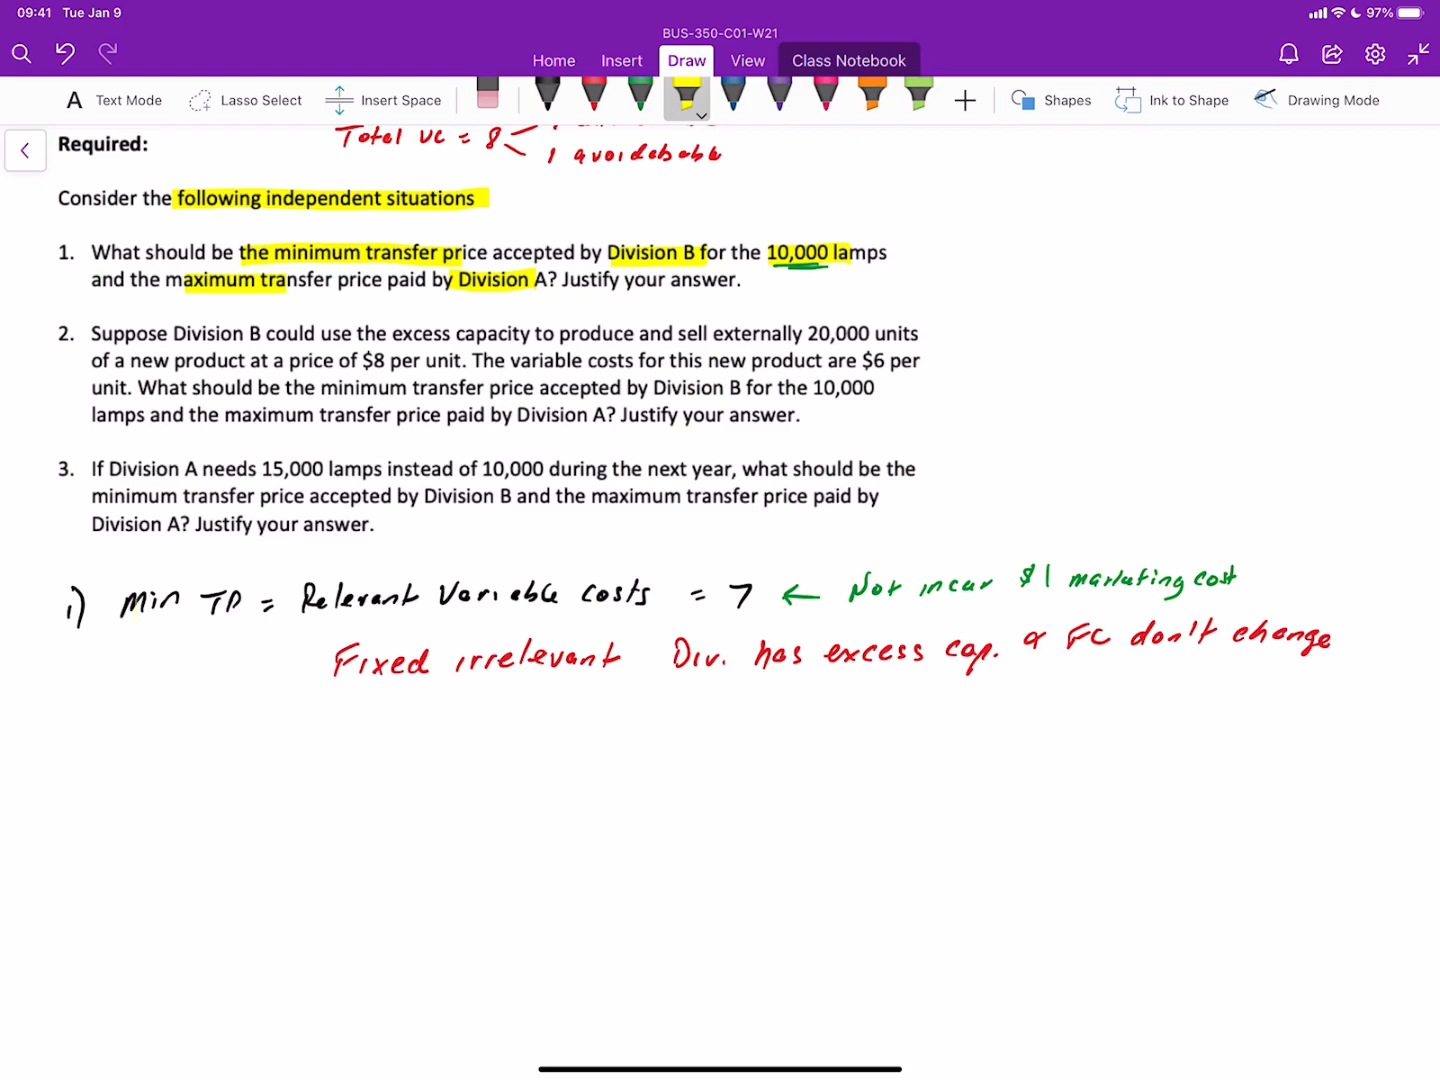 09:41 Tue Jan 9
97%
BUS-350-C01-W21
Home Insert Draw View Class Notebook
A Text Mode Lasso Select Insert Space Shapes Ink to Shape Drawing Mode
Total VC = 8
1 avoidabable
Required:
Consider the following independent situations
1. What should be the minimum transfer price accepted by Division B for the 10,000 lamps
and the maximum transfer price paid by Division A? Justify your answer.
2. Suppose Division B could use the excess capacity to produce and sell externally 20,000 units
of a new product at a price of $8 per unit. The variable costs for this new product are $6 per
unit. What should be the minimum transfer price accepted by Division B for the 10,000
lamps and the maximum transfer price paid by Division A? Justify your answer.
3. If Division A needs 15,000 lamps instead of 10,000 during the next year, what should be the
minimum transfer price accepted by Division B and the maximum transfer price paid by
Division A? Justify your answer.
1) Min TP = Relevant Variable costs = 7 ← Not incur $1 marketing cost
Fixed irrelevant Div. has excess cap. & FC don't change